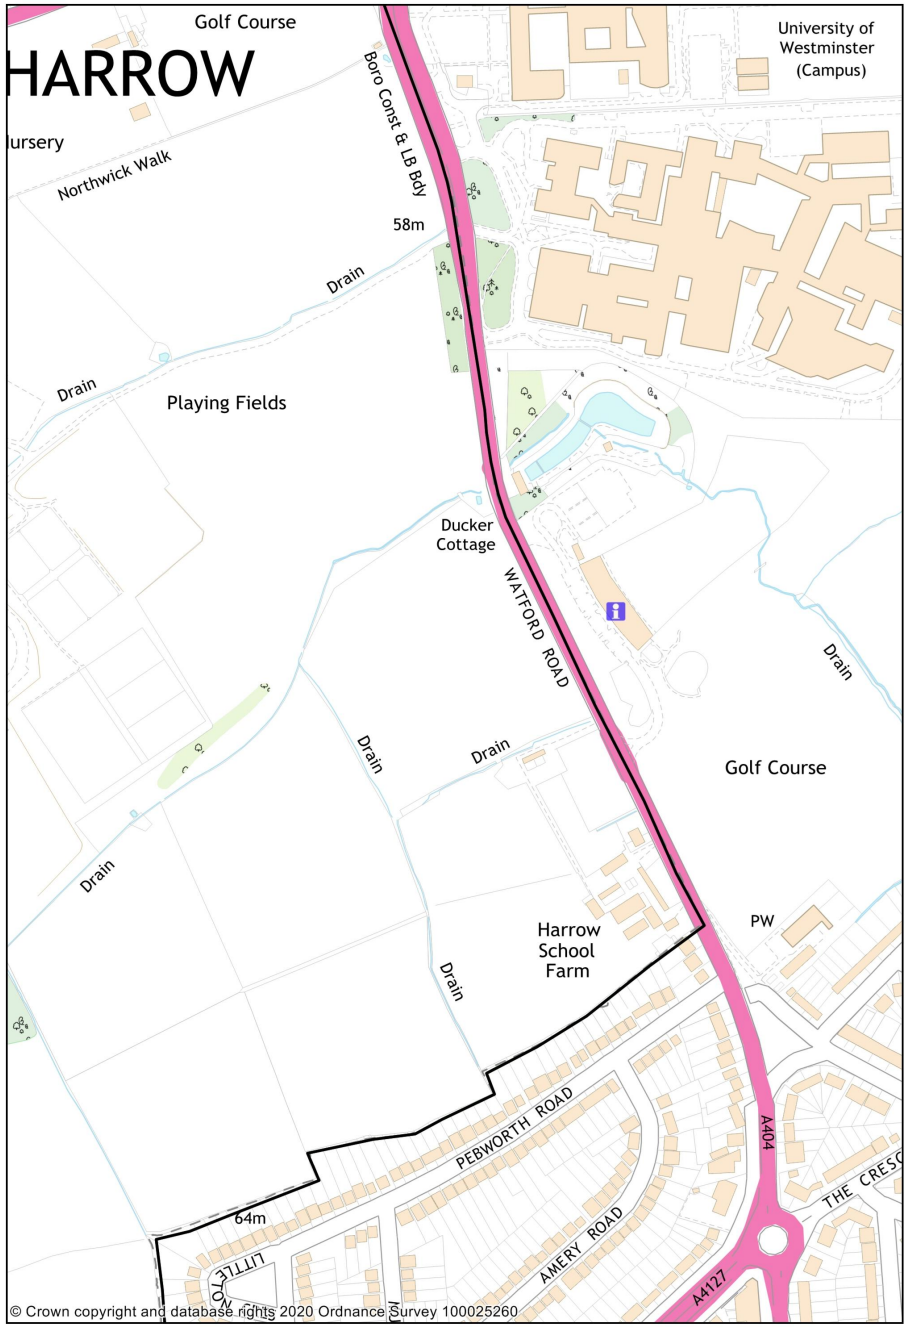 Golf Course
University of
Westminster
(Campus)
HARROW
Boro Const & LB Bdy
Northwick Walk
58m
Drain
Drain
Playing Fields
Ducker
Cottage
WATFORD ROAD
i
Drain
Drain
Drain
Golf Course
Drain
PW
Harrow
School
Farm
Drain
PEBWORTH ROAD
A404
THE CRESC
64m
AMERY ROAD
LITTLE
TON
A4127
© Crown copyright and database rights 2020 Ordnance Survey 100025260